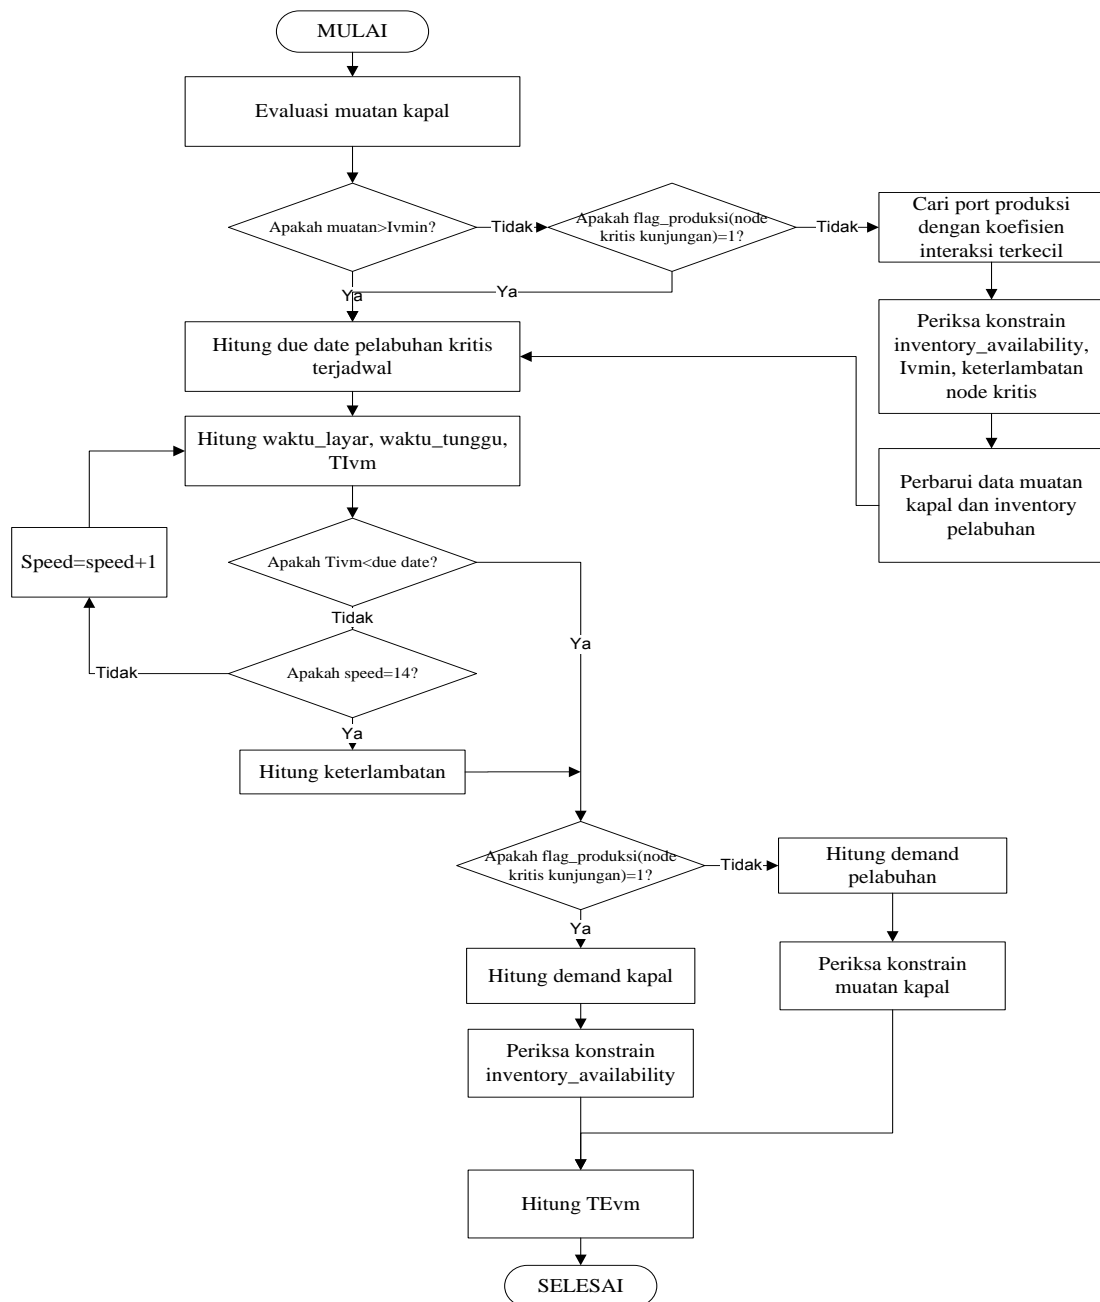 MULAI
Evaluasi muatan kapal
Apakah muatan>Ivmin?
Tidak
Apakah flag_produksi(node
kritis kunjungan)=1?
Tidak
Cari port produksi
dengan koefisien
interaksi terkecil
Ya
Ya
Periksa konstrain
inventory_availability,
Ivmin, keterlambatan
node kritis
Hitung due date pelabuhan kritis
terjadwal
Hitung waktu_layar, waktu_tunggu,
TIvm
Perbarui data muatan
kapal dan inventory
pelabuhan
Speed=speed+1
Apakah Tivm<due date?
Tidak
Ya
Tidak
Apakah speed=14?
Ya
Hitung keterlambatan
Apakah flag_produksi(node
kritis kunjungan)=1?
Tidak
Hitung demand
pelabuhan
Ya
Hitung demand kapal
Periksa konstrain
muatan kapal
Periksa konstrain
inventory_availability
Hitung TEvm
SELESAI